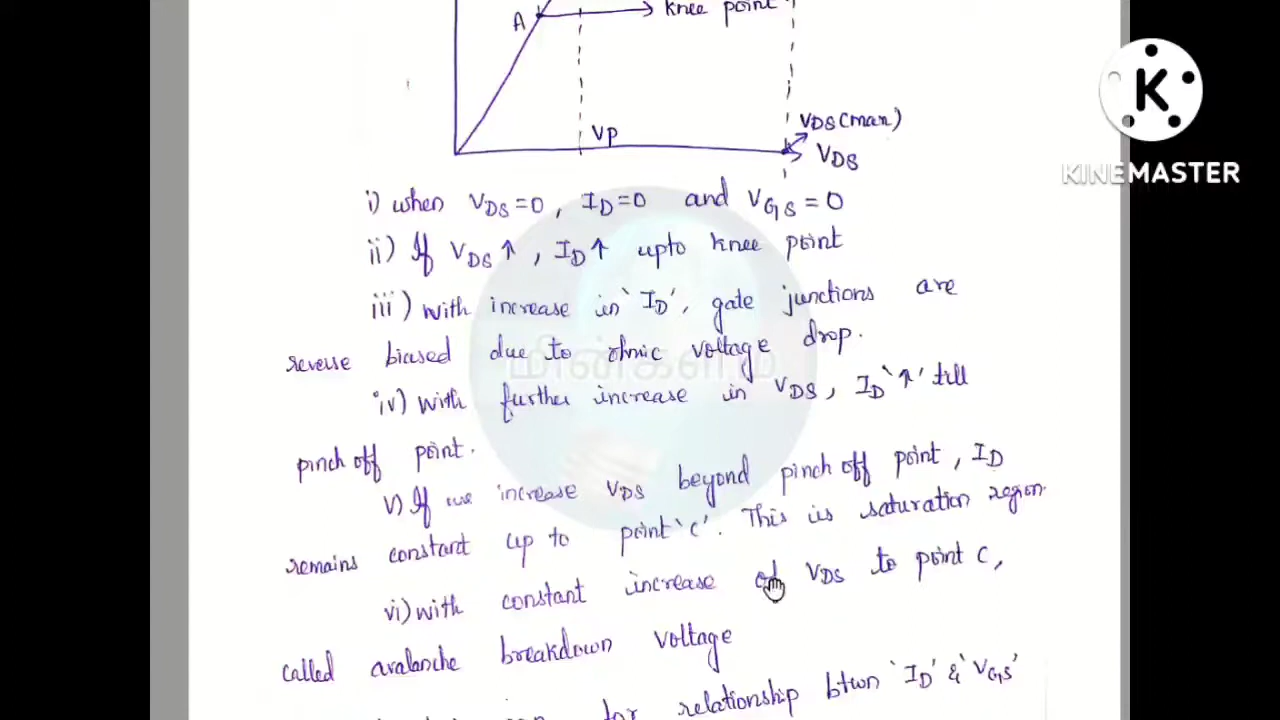 A
knee point
VP
VDS(max)
VDS
i) when VDS=0, ID=0 and VGS=0
ii) If VDS↑, ID↑ upto knee point
iii) with increase in 'ID', gate junctions are
reverse biased due to ohmic voltage drop.
iv) with further increase in VDS, ID '↑' till
pinch off point.
v) If we increase VDS beyond pinch off point, ID
remains constant up to point 'C'. This is saturation region.
vi) with constant increase of VDS to point C,
called avalanche breakdown voltage
for relationship btwn 'ID' & 'VGS'
மின்களம்
K
KINEMASTER